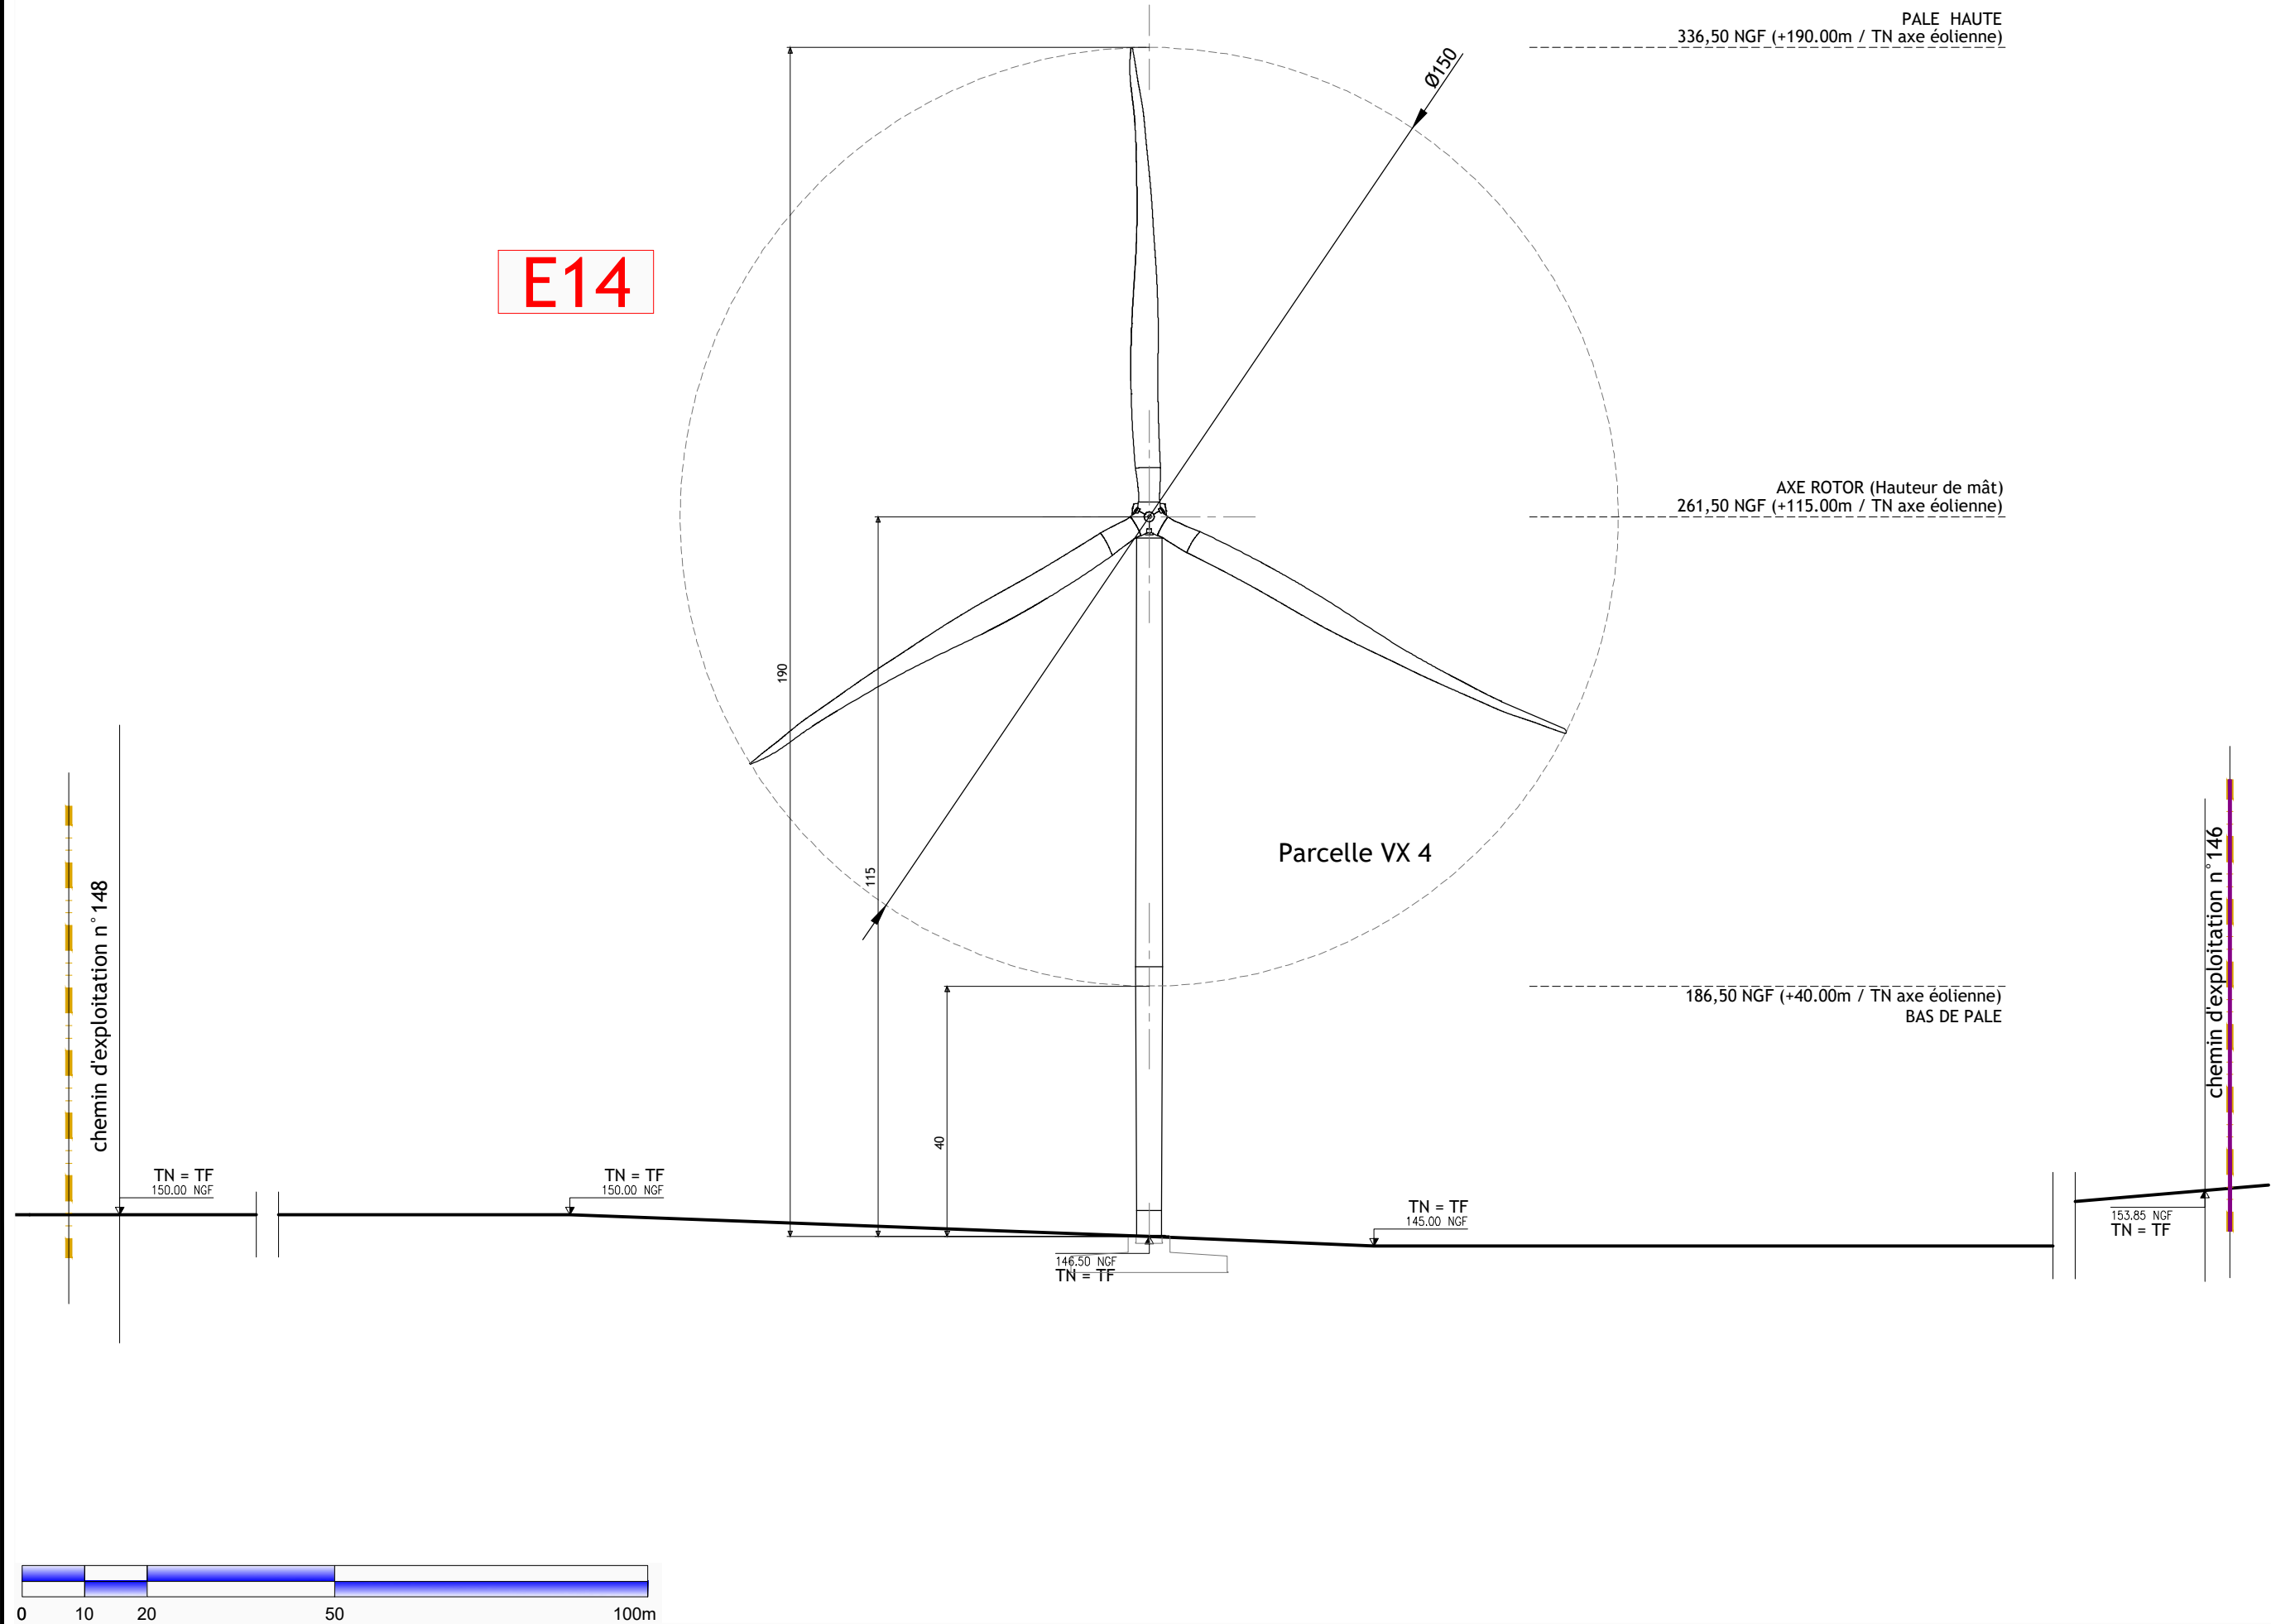 PALE HAUTE
336,50 NGF (+190.00m / TN axe éolienne)
Ø150
E14
AXE ROTOR (Hauteur de mât)
261,50 NGF (+115.00m / TN axe éolienne)
190
115
Parcelle VX 4
chemin d'exploitation n°148
chemin d'exploitation n°146
186,50 NGF (+40.00m / TN axe éolienne)
BAS DE PALE
40
TN = TF
150.00 NGF
TN = TF
150.00 NGF
TN = TF
145.00 NGF
153.85 NGF
TN = TF
146.50 NGF
TN = TF
0 10 20 50 100m